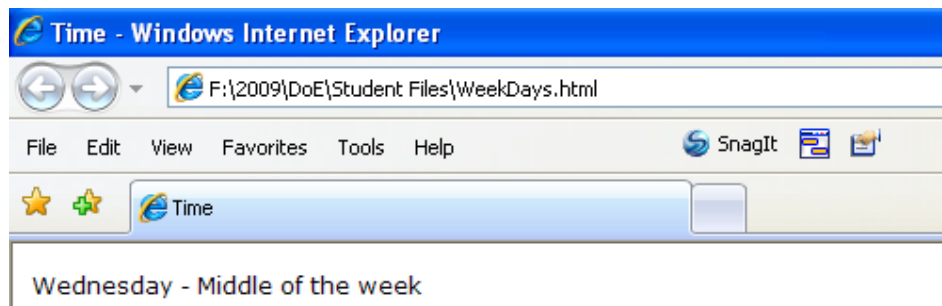 Time - Windows Internet Explorer
F:\2009\DoE\Student Files\WeekDays.html
File Edit View Favorites Tools Help SnagIt
Time
Wednesday - Middle of the week